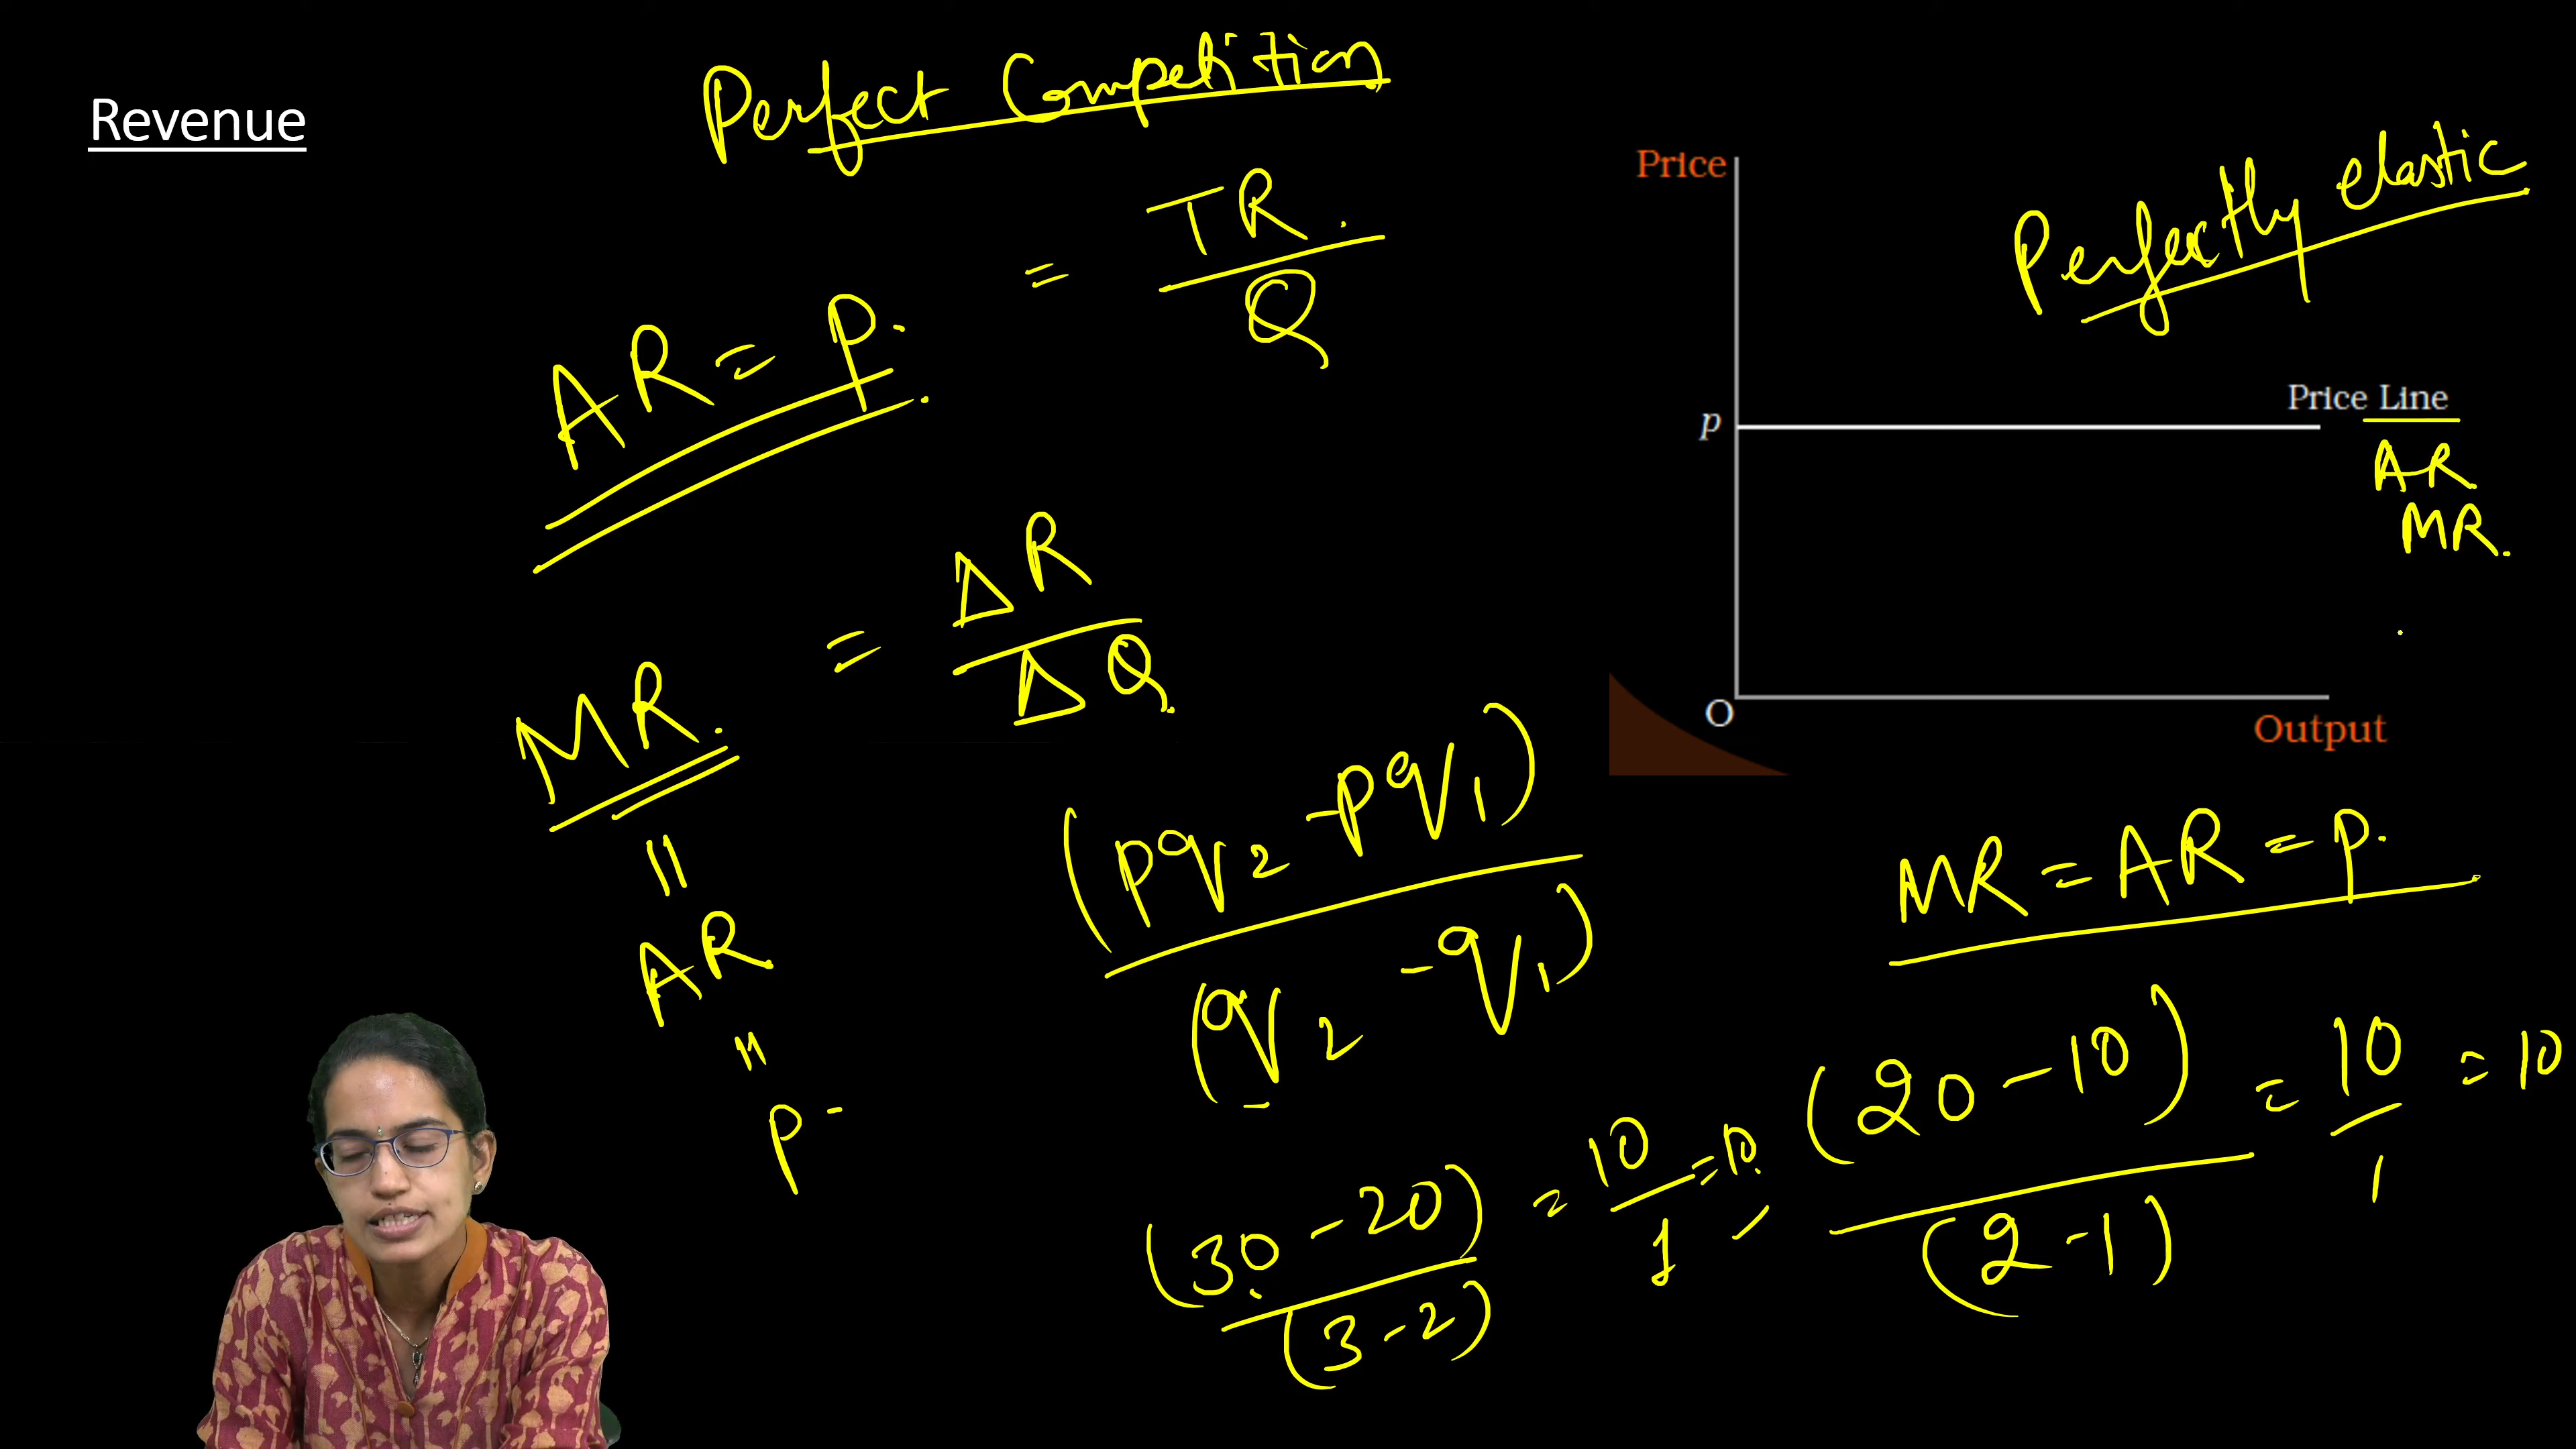 Revenue
Perfect Competition
AR = P. = TR. / Q
MR. = ΔR / ΔQ
=
AR
=
P -
(pq2 - pq1) / (q2 - q1)
Price
Perfectly elastic
p
Price Line
AR
MR.
O
Output
MR = AR = P.
(20 - 10) / (2 - 1) = 10 / 1 = 10
(30 - 20) / (3 - 2) = 10 / 1 = 10.